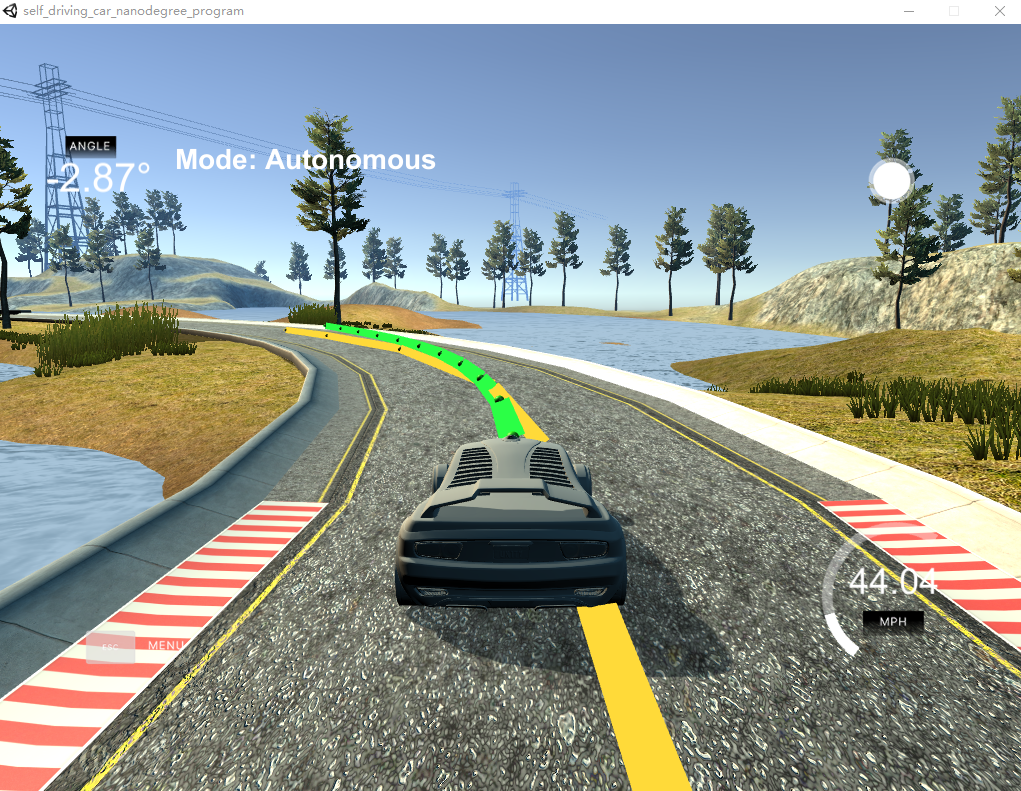 self_driving_car_nanodegree_program
ANGLE
-2.87°
Mode: Autonomous
44.04
MPH
ESC
MENU